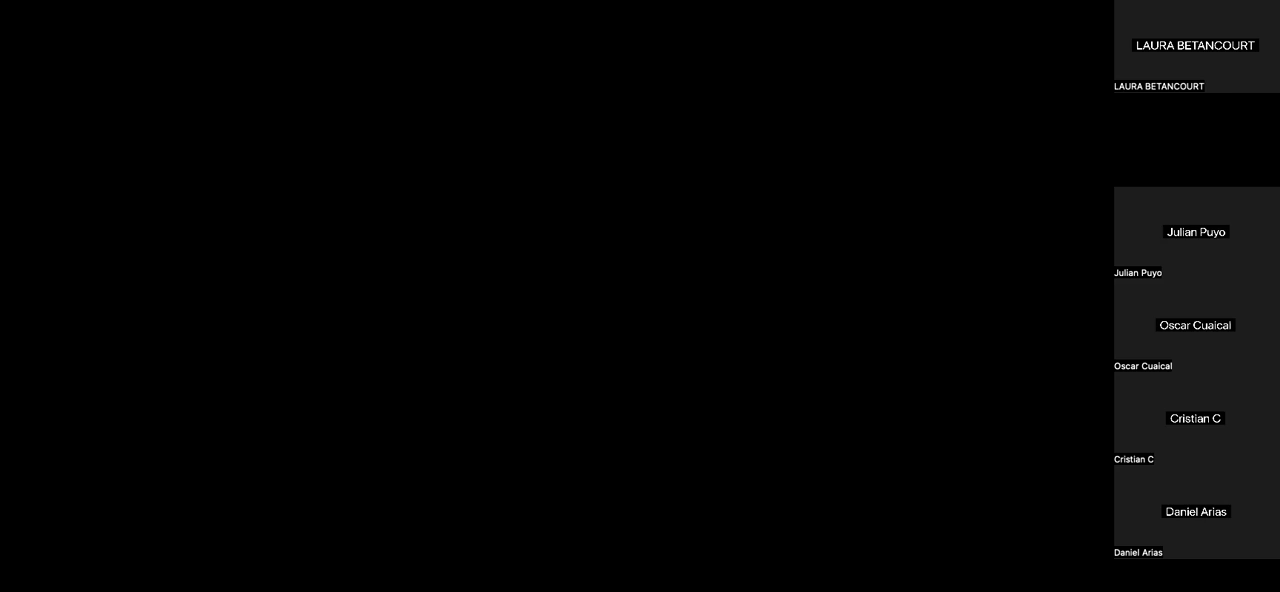 LAURA BETANCOURT
LAURA BETANCOURT
Julian Puyo
Julian Puyo
Oscar Cuaical
Oscar Cuaical
Cristian C
Cristian C
Daniel Arias
Daniel Arias